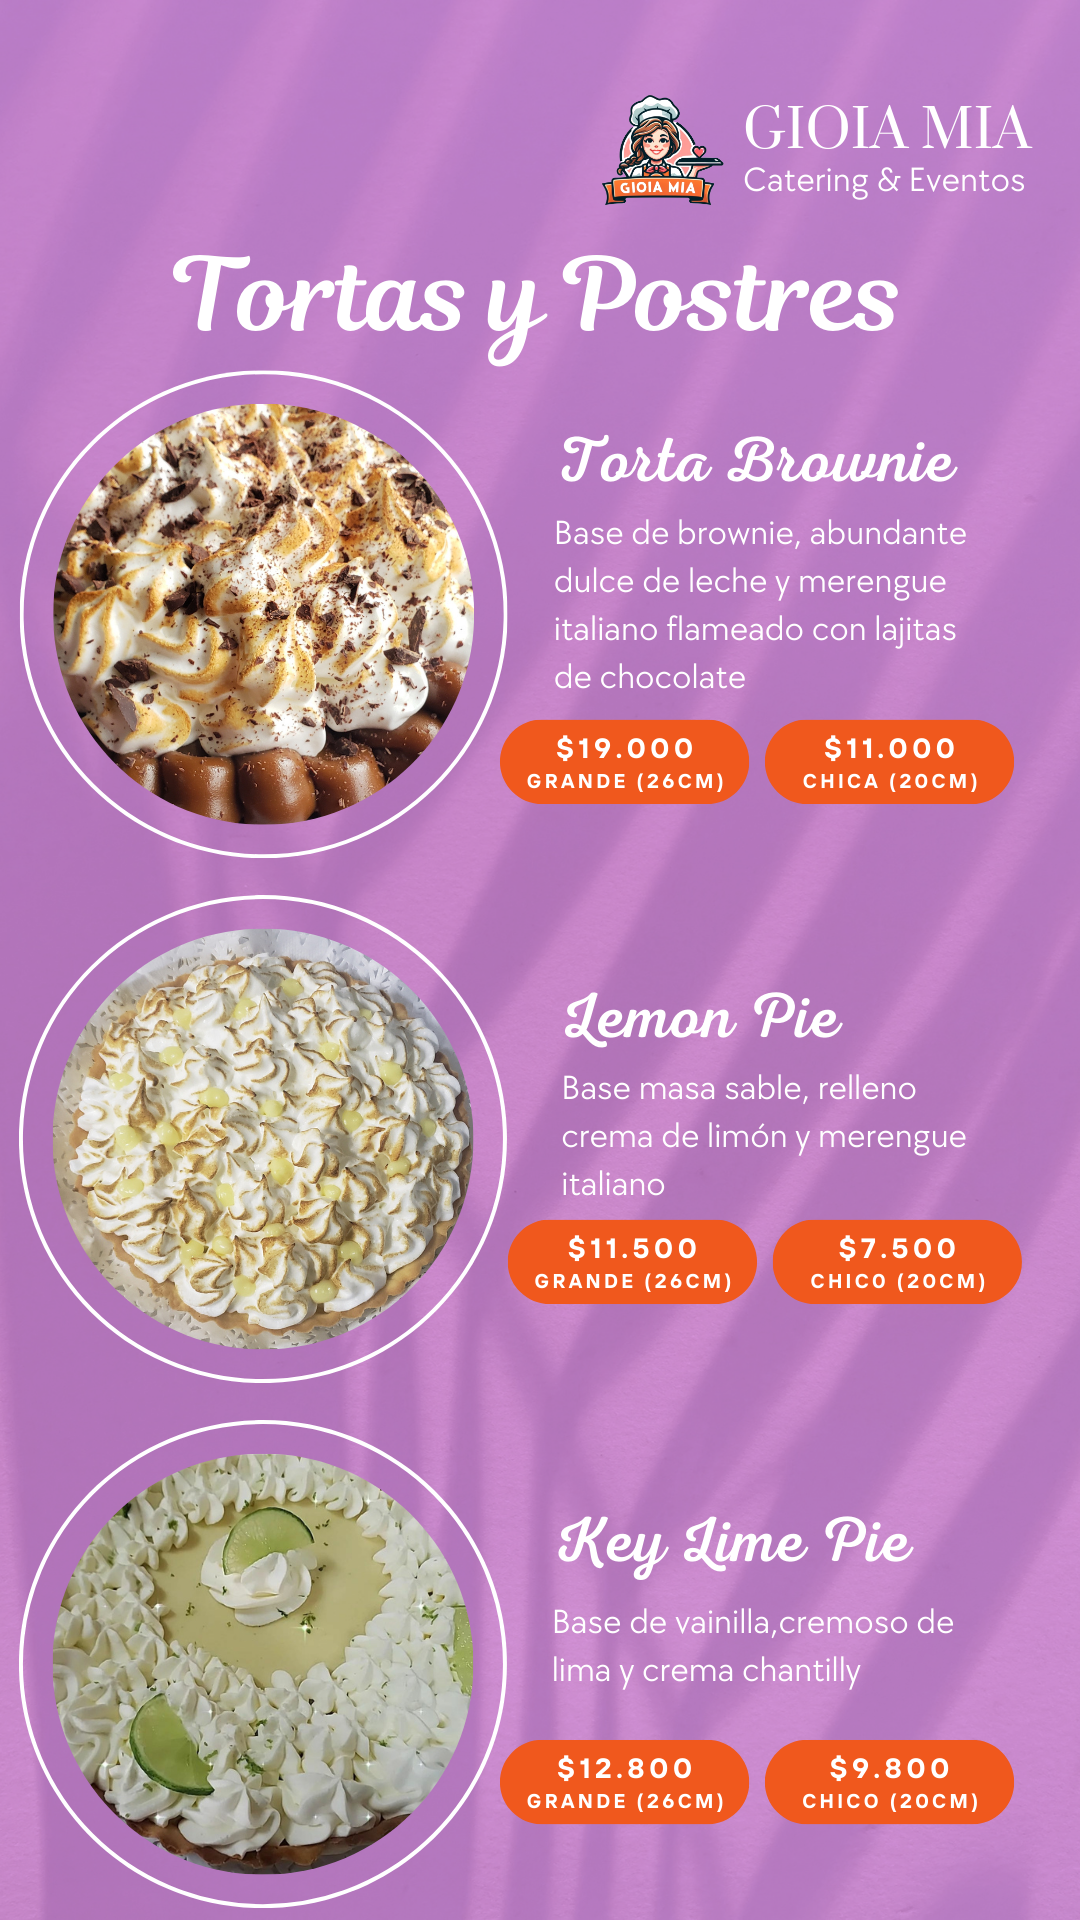 GIOIA MIA
GIOIA MIA
Catering & Eventos
Tortas y Postres
Torta Brownie
Base de brownie, abundante
dulce de leche y merengue
italiano flameado con lajitas
de chocolate
$19.000
GRANDE (26CM)
$11.000
CHICA (20CM)
Lemon Pie
Base masa sable, relleno
crema de limón y merengue
italiano
$11.500
GRANDE (26CM)
$7.500
CHICO (20CM)
Key Lime Pie
Base de vainilla,cremoso de
lima y crema chantilly
$12.800
GRANDE (26CM)
$9.800
CHICO (20CM)